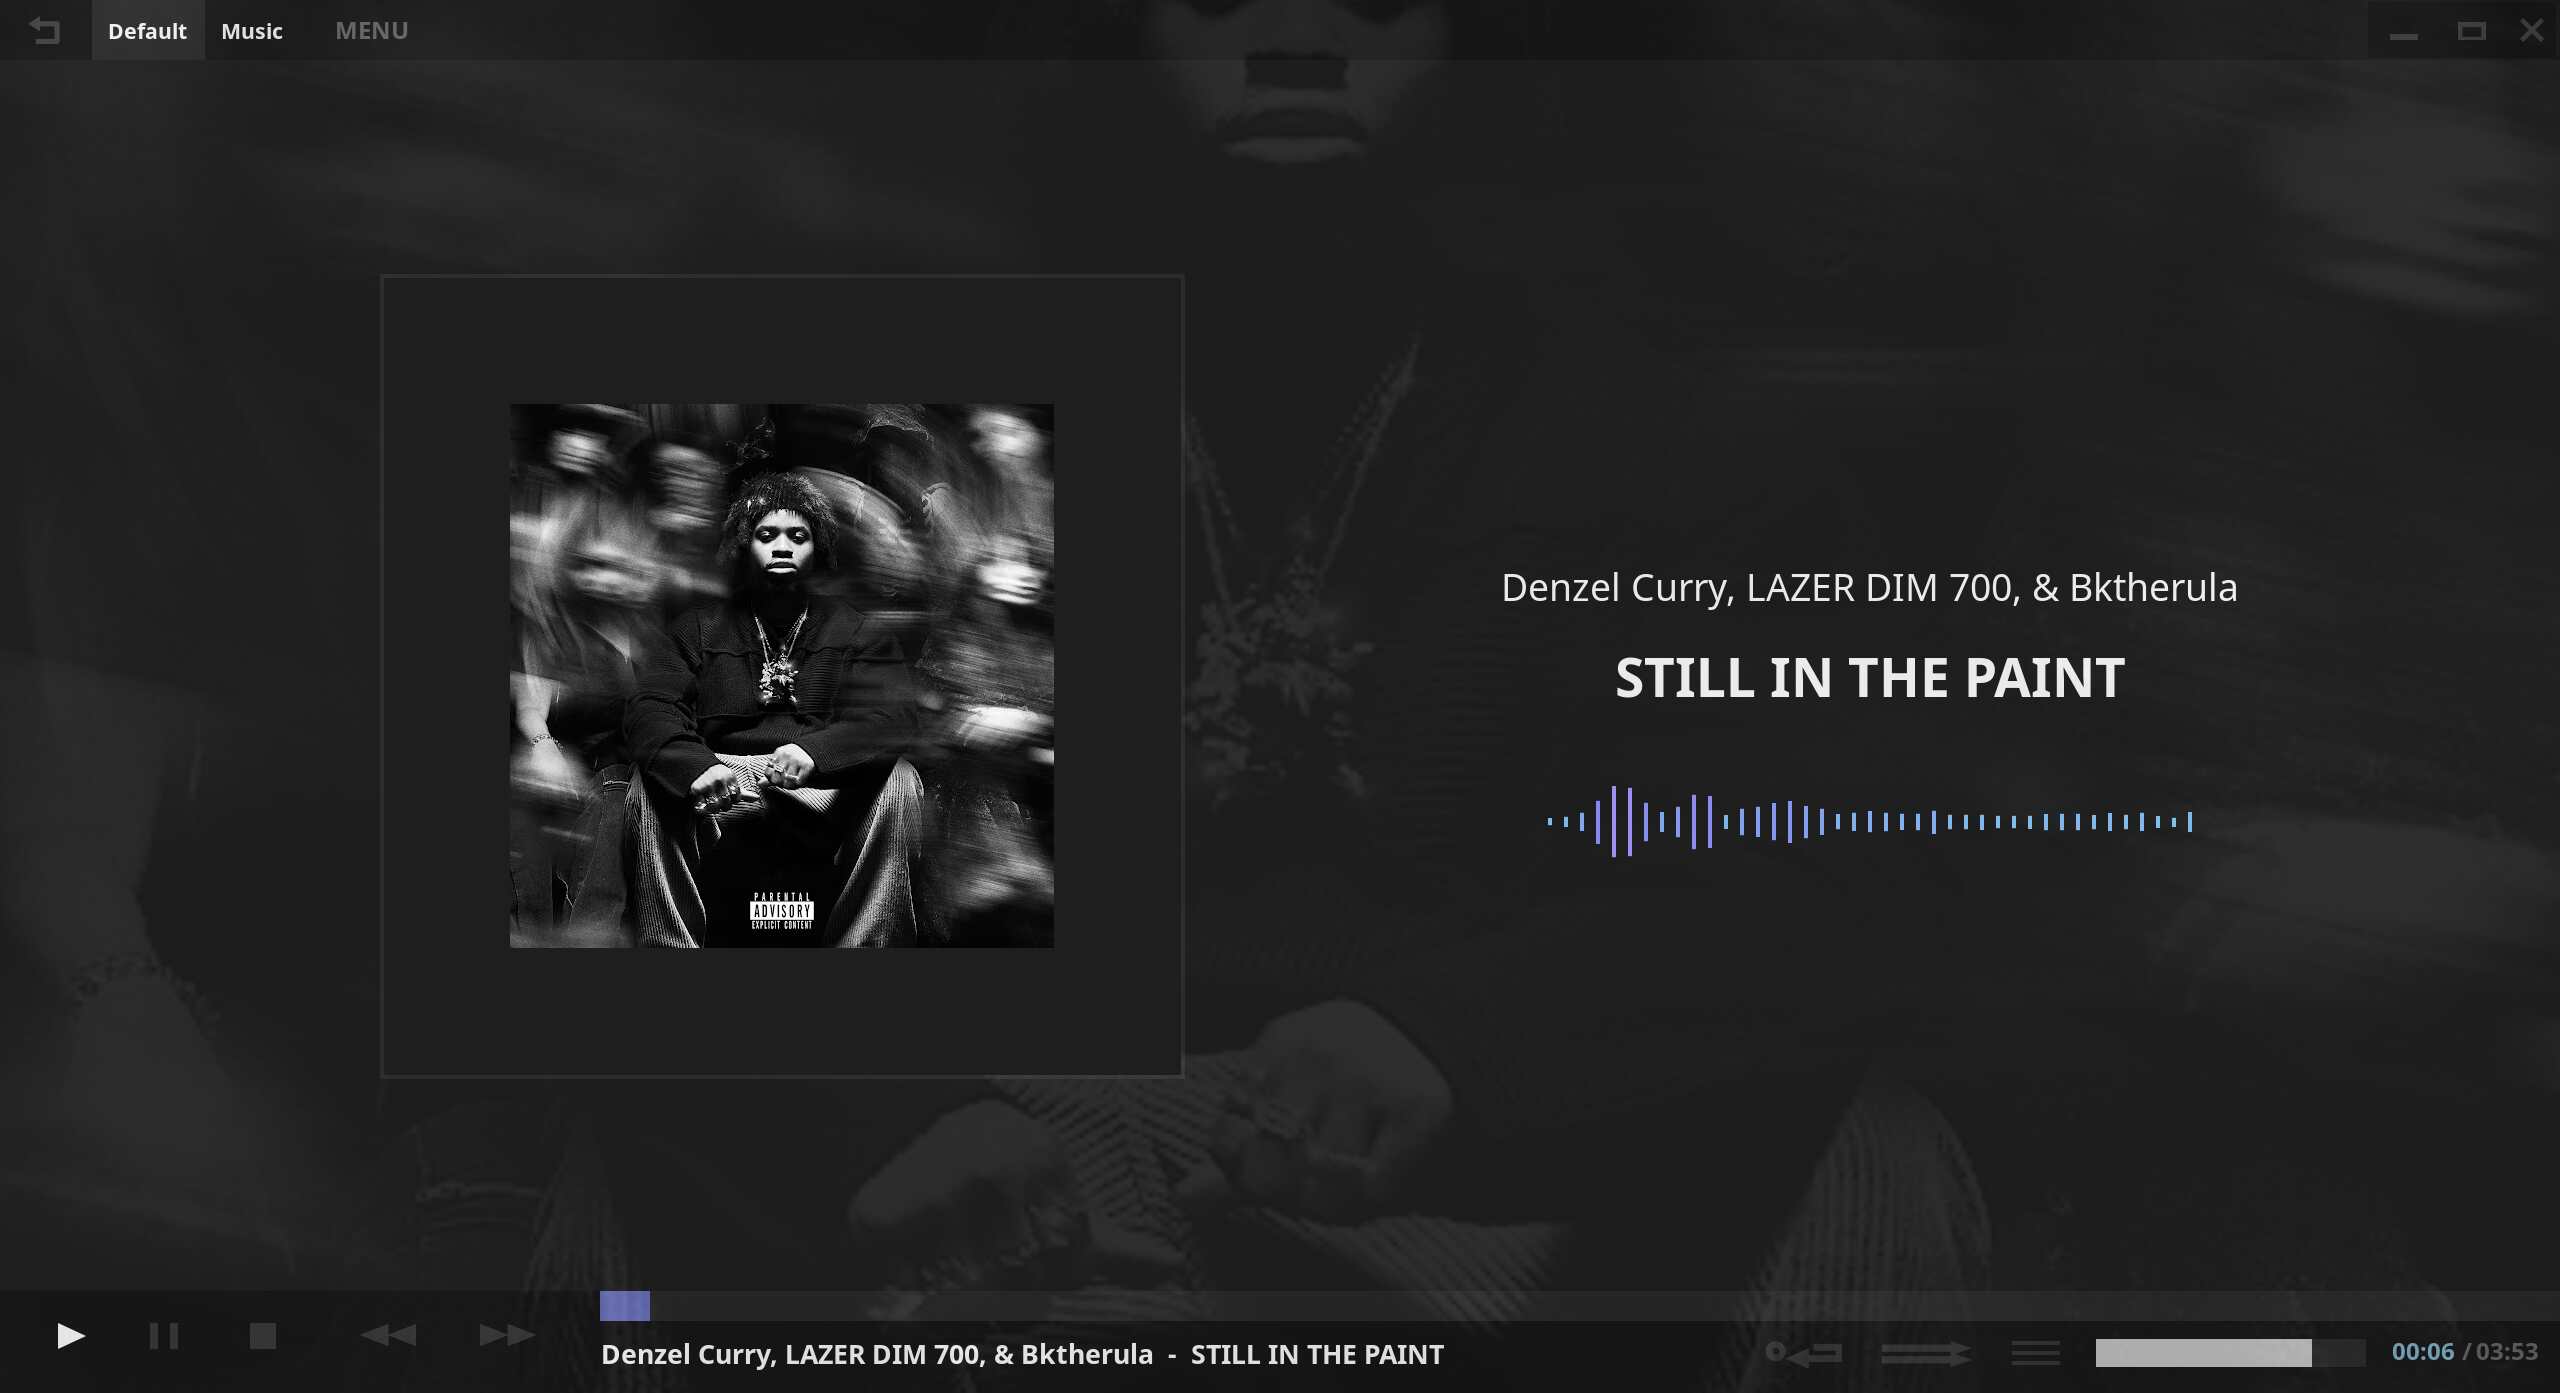 Default Music MENU
PARENTAL
ADVISORY
EXPLICIT CONTENT
Denzel Curry, LAZER DIM 700, & Bktherula
STILL IN THE PAINT
Denzel Curry, LAZER DIM 700, & Bktherula - STILL IN THE PAINT
00:06 / 03:53